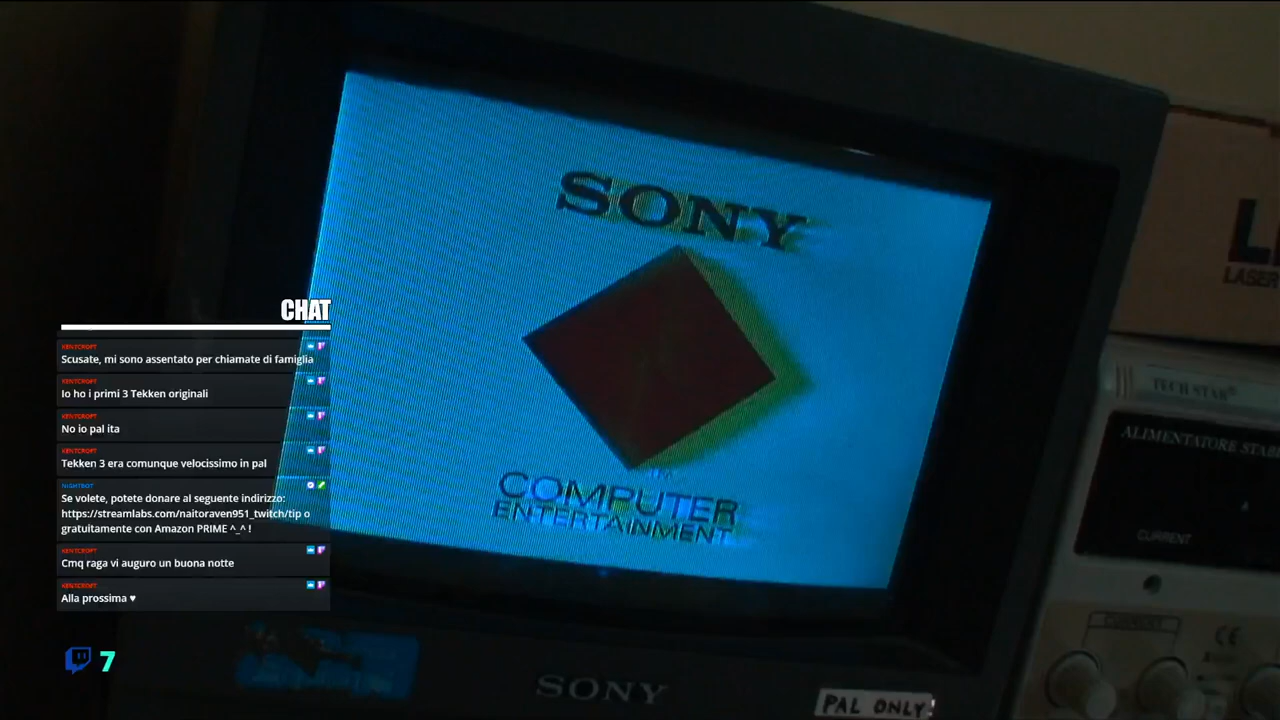 SONY
COMPUTER
ENTERTAINMENT
CHAT
KENTCROFT
Scusate, mi sono assentato per chiamate di famiglia
KENTCROFT
Io ho i primi 3 Tekken originali
KENTCROFT
No io pal ita
KENTCROFT
Tekken 3 era comunque velocissimo in pal
NIGHTBOT
Se volete, potete donare al seguente indirizzo:
https://streamlabs.com/naitoraven951_twitch/tip o
gratuitamente con Amazon PRIME ^_^ !
KENTCROFT
Cmq raga vi auguro un buona notte
KENTCROFT
Alla prossima ♥
7
SONY
PAL ONLY!
LASER
TECH STAR®
ALIMENTATORE
CURRENT
CURRENT
CE